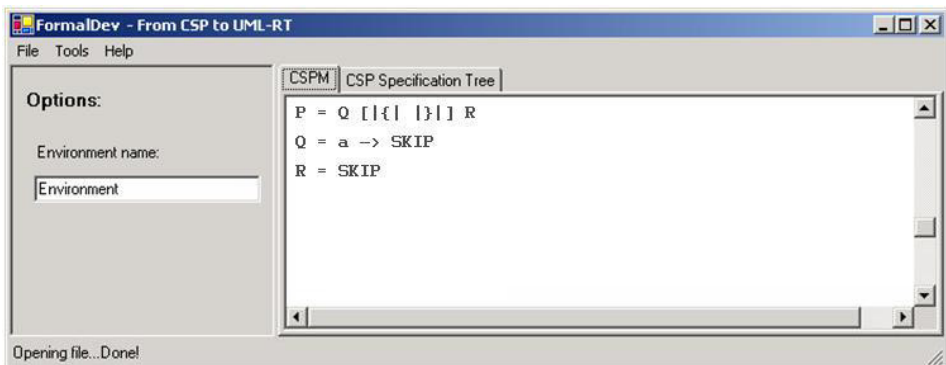 FormalDev - From CSP to UML-RT
File Tools Help
Options:
Environment name:
Environment
CSPM CSP Specification Tree
P = Q [|{| |}|] R
Q = a -> SKIP
R = SKIP
Opening file...Done!